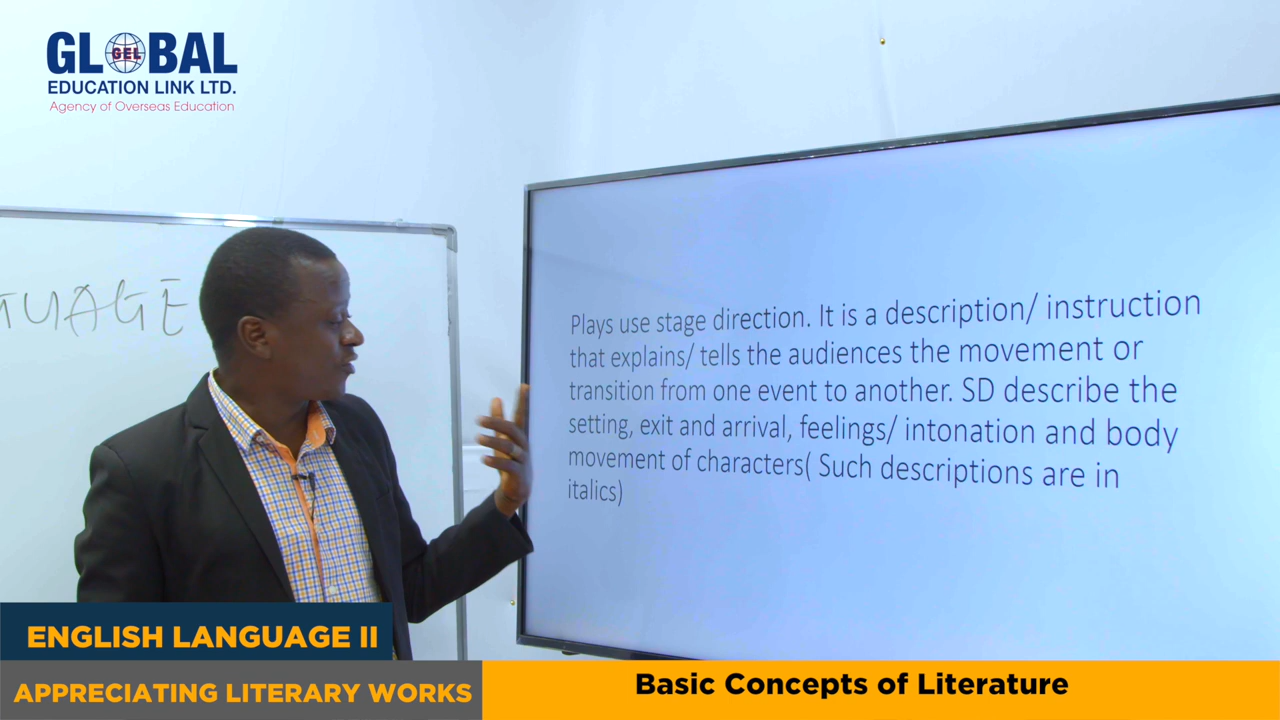 GLOBAL
GEL
EDUCATION LINK LTD.
Agency of Overseas Education
GUAGE
Plays use stage direction. It is a description/ instruction
that explains/ tells the audiences the movement or
transition from one event to another. SD describe the
setting, exit and arrival, feelings/ intonation and body
movement of characters( Such descriptions are in
italics)
ENGLISH LANGUAGE II
APPRECIATING LITERARY WORKS
Basic Concepts of Literature